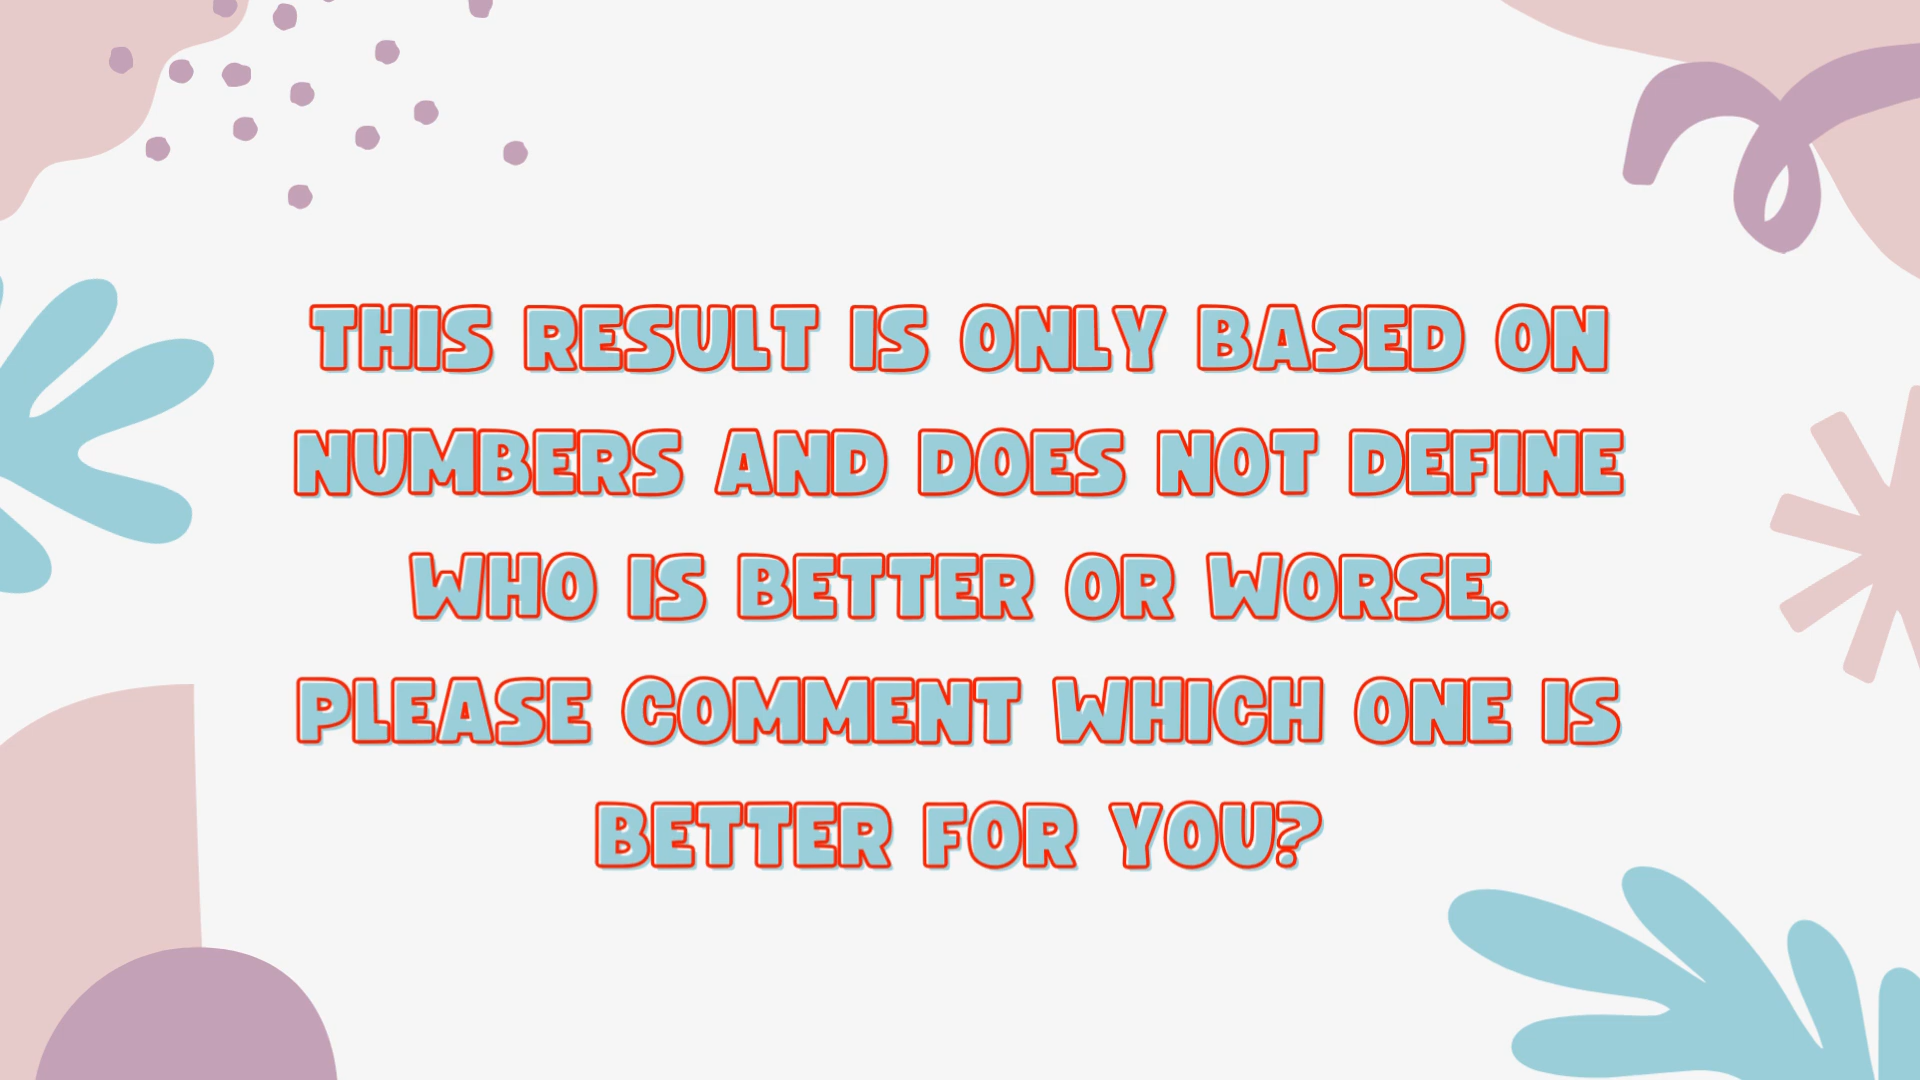 THIS RESULT IS ONLY BASED ON
NUMBERS AND DOES NOT DEFINE
WHO IS BETTER OR WORSE.
PLEASE COMMENT WHICH ONE IS
BETTER FOR YOU?